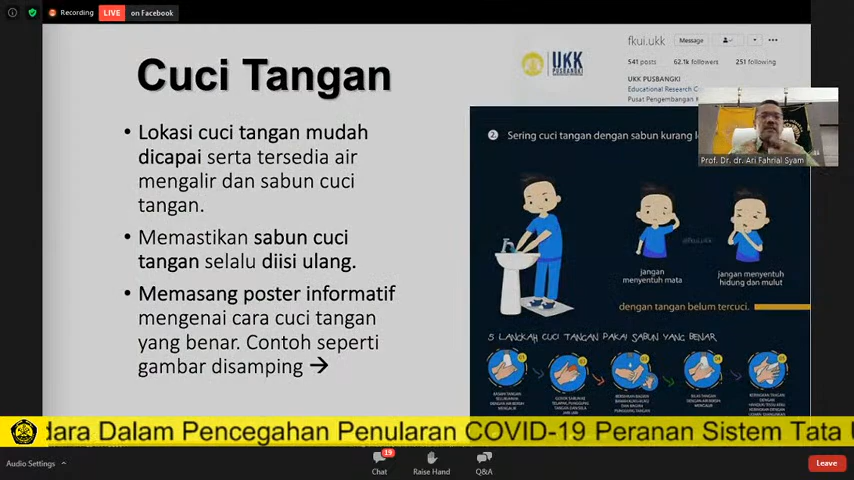 Recording
LIVE
on Facebook
Cuci Tangan
• Lokasi cuci tangan mudah
dicapai serta tersedia air
mengalir dan sabun cuci
tangan.
• Memastikan sabun cuci
tangan selalu diisi ulang.
• Memasang poster informatif
mengenai cara cuci tangan
yang benar. Contoh seperti
gambar disamping →
UKK
PUSBANGKI
fkui.ukk
Message
541 posts
62.1k followers
251 following
UKK PUSBANGKI
Educational Research C
Pusat Pengembangan K
Prof. Dr. dr. Ari Fahrial Syam
2. Sering cuci tangan dengan sabun kurang l
@fkui.ukk
jangan
menyentuh mata
jangan menyentuh
hidung dan mulut
dengan tangan belum tercuci.
5 LANGKAH CUCI TANGAN PAKAI SABUN YANG BENAR
dara Dalam Pencegahan Penularan COVID-19 Peranan Sistem Tata U
Audio Settings
19
Chat
Raise Hand
Q&A
Leave